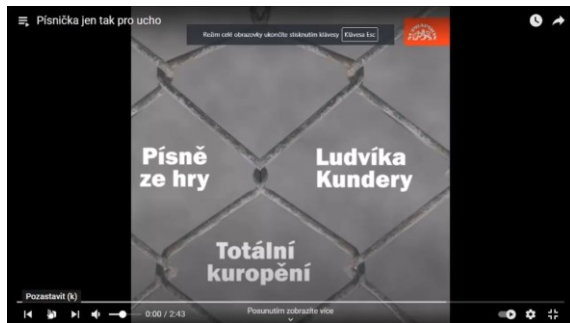 Písnička jen tak pro ucho
Režim celé obrazovky ukončíte stisknutím klávesy Klávesa Esc
Písně
ze hry
Ludvíka
Kundery
Totální
kuropění
Pozastavit (k)
0:00 / 2:43
Posunutím zobrazíte více